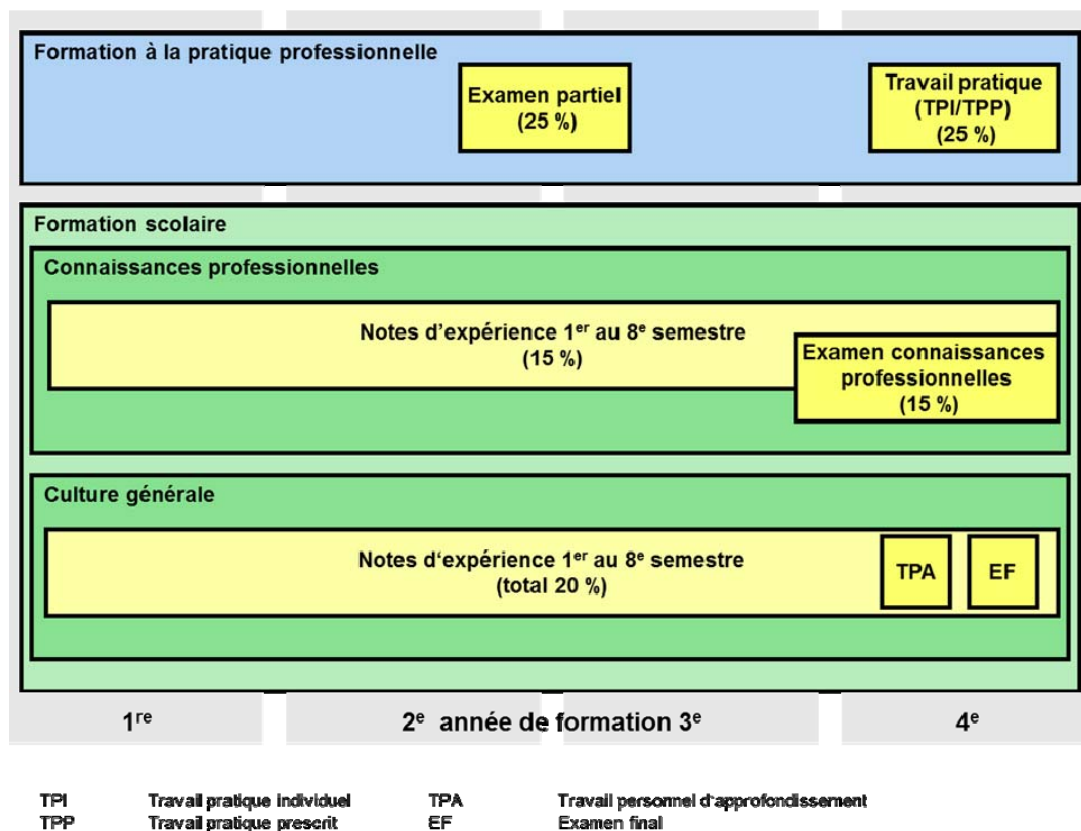 Formation à la pratique professionnelle
Examen partiel
(25 %)
Travail pratique
(TPI/TPP)
(25 %)
Formation scolaire
Connaissances professionnelles
Notes d'expérience 1er au 8e semestre
(15 %)
Examen connaissances
professionnelles
(15 %)
Culture générale
Notes d'expérience 1er au 8e semestre
(total 20 %)
TPA
EF
1re 2e année de formation 3e 4e
TPI Travail pratique individuel TPA Travail personnel d'approfondissement
TPP Travail pratique prescrit EF Examen final